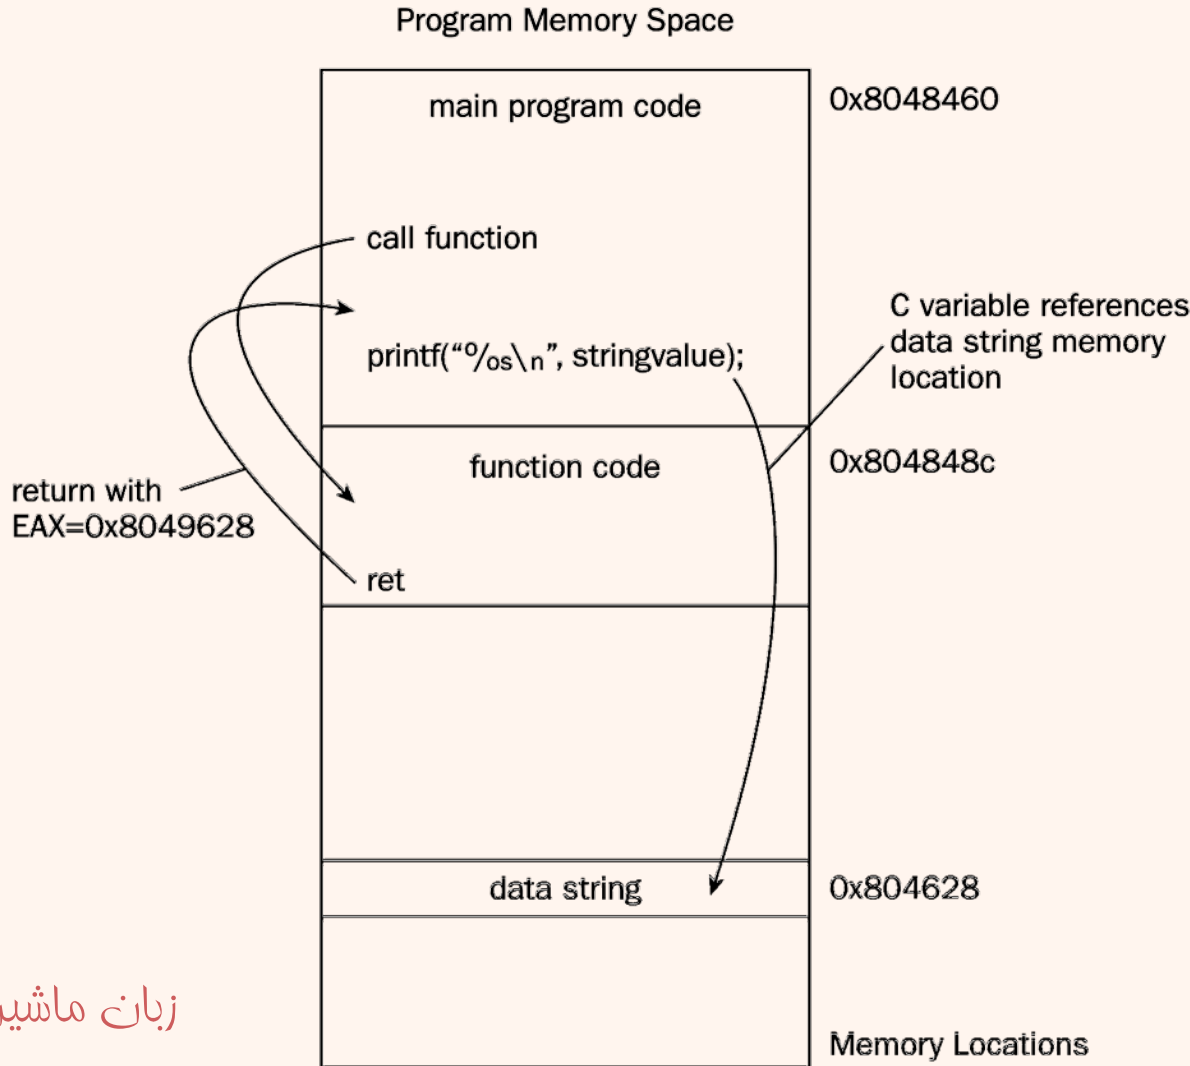 Program Memory Space
main program code
0x8048460
call function
C variable references
data string memory
location
printf("%s\n", stringvalue);
function code
0x804848c
return with
EAX=0x8049628
ret
data string
0x804628
زبان
Memory Locations